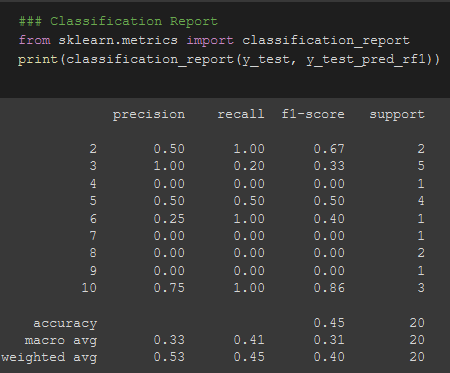 ### Classification Report
from sklearn.metrics import classification_report
print(classification_report(y_test, y_test_pred_rf1))
precision recall f1-score support
2 0.50 1.00 0.67 2
3 1.00 0.20 0.33 5
4 0.00 0.00 0.00 1
5 0.50 0.50 0.50 4
6 0.25 1.00 0.40 1
7 0.00 0.00 0.00 1
8 0.00 0.00 0.00 2
9 0.00 0.00 0.00 1
10 0.75 1.00 0.86 3
accuracy 0.45 20
macro avg 0.33 0.41 0.31 20
weighted avg 0.53 0.45 0.40 20